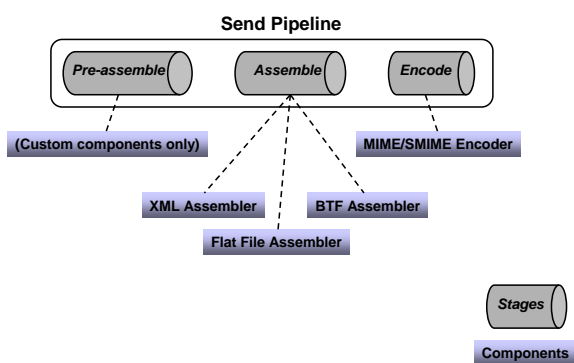 Send Pipeline
Pre-assemble
Assemble
Encode
(Custom components only)
MIME/SMIME Encoder
XML Assembler
BTF Assembler
Flat File Assembler
Stages
Components